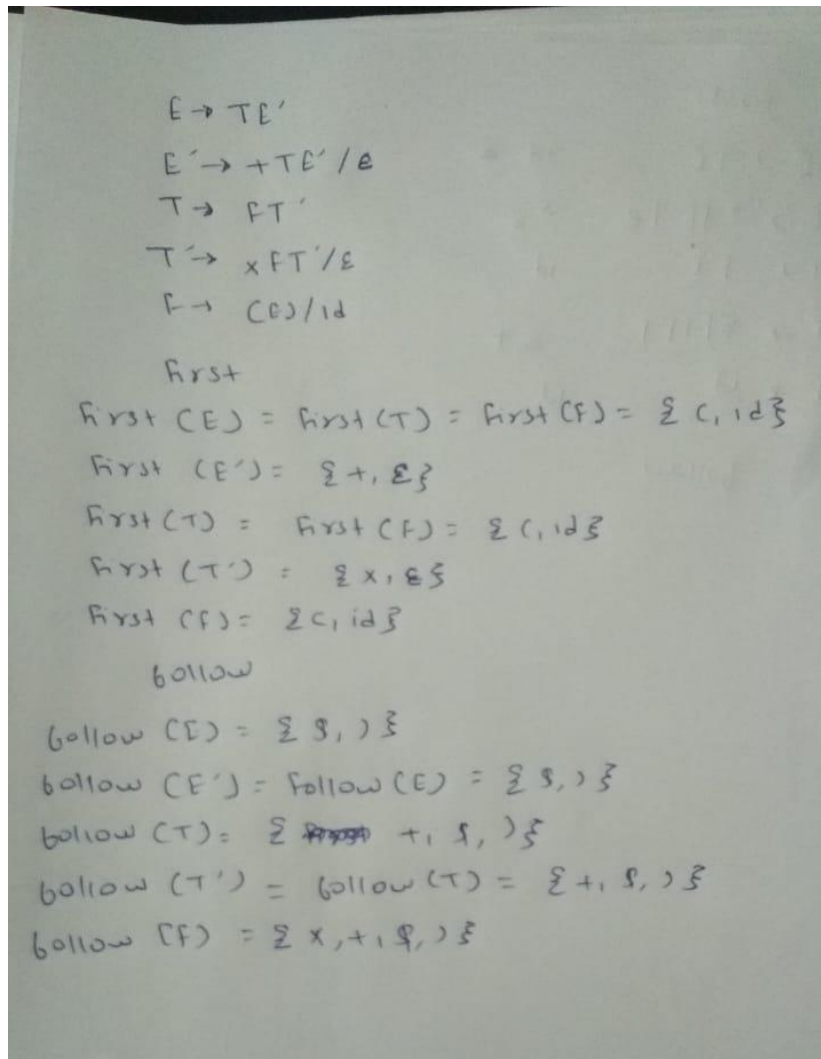 E → TE'
E' → +TE'/e
T → FT'
T' → xFT'/ε
F → (E)/id
first
first (E) = first (T) = first (F) = { (, id}
first (E') = {+, ε}
first (T) = first (F) = { (, id}
first (T') = {x, ε}
first (F) = { (, id}
follow
follow (E) = { $, ) }
follow (E') = Follow (E) = { $, ) }
follow (T) = { +, $, ) }
follow (T') = follow (T) = { +, $, ) }
follow (F) = { x, +, $, ) }